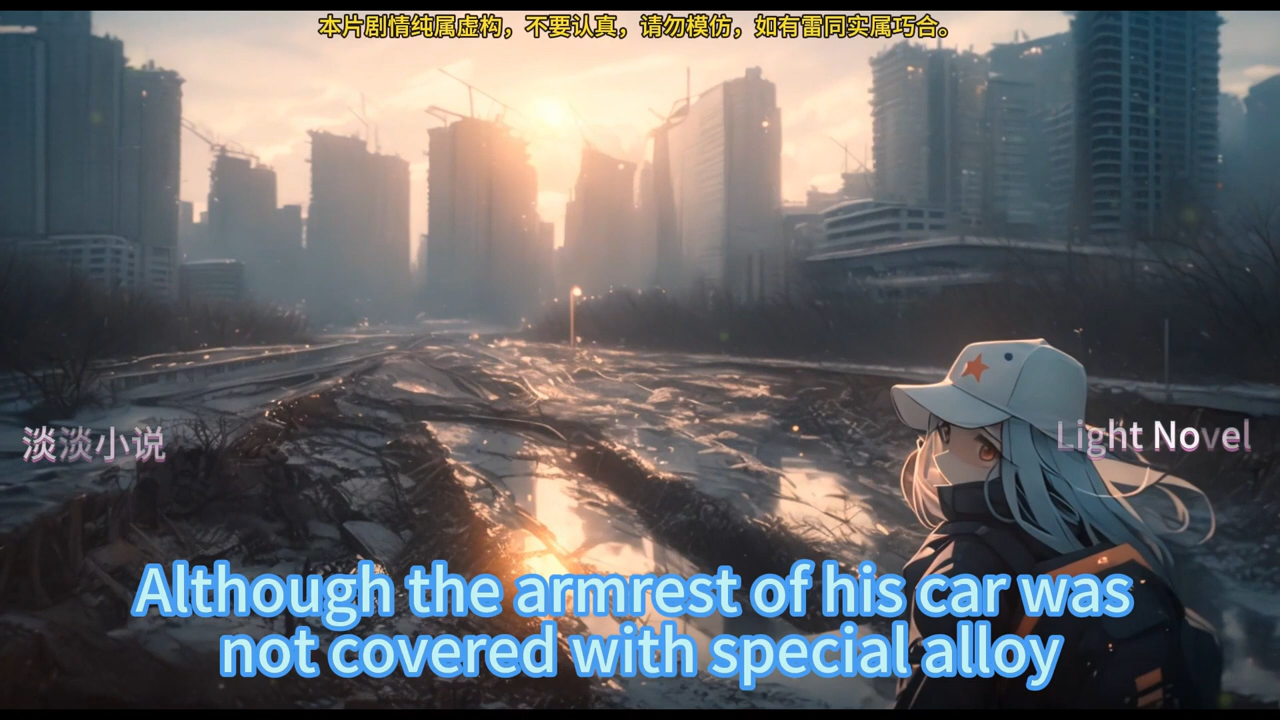 本片剧情纯属虚构，不要认真，请勿模仿，如有雷同实属巧合。
淡淡小说
Light Novel
Although the armrest of his car was
not covered with special alloy